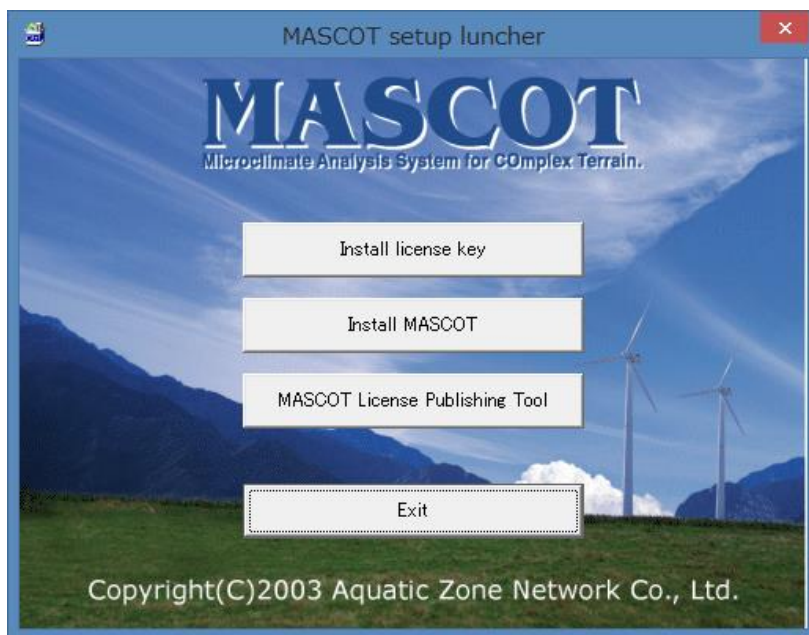 MASCOT setup luncher
MASCOT
Microclimate Analysis System for COmplex Terrain.
Install license key
Install MASCOT
MASCOT License Publishing Tool
Exit
Copyright(C)2003 Aquatic Zone Network Co., Ltd.